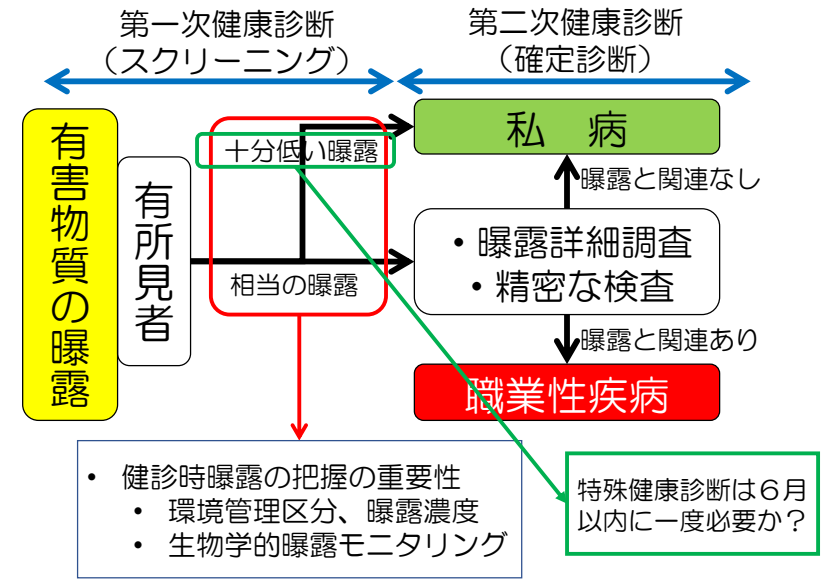 第一次健康診断
（スクリーニング）
第二次健康診断
（確定診断）
有害物質の曝露
有所見者
十分低い曝露
相当の曝露
私　病
曝露と関連なし
・曝露詳細調査
・精密な検査
曝露と関連あり
職業性疾病
• 健診時曝露の把握の重要性
• 環境管理区分、曝露濃度
• 生物学的曝露モニタリング
特殊健康診断は６月
以内に一度必要か？